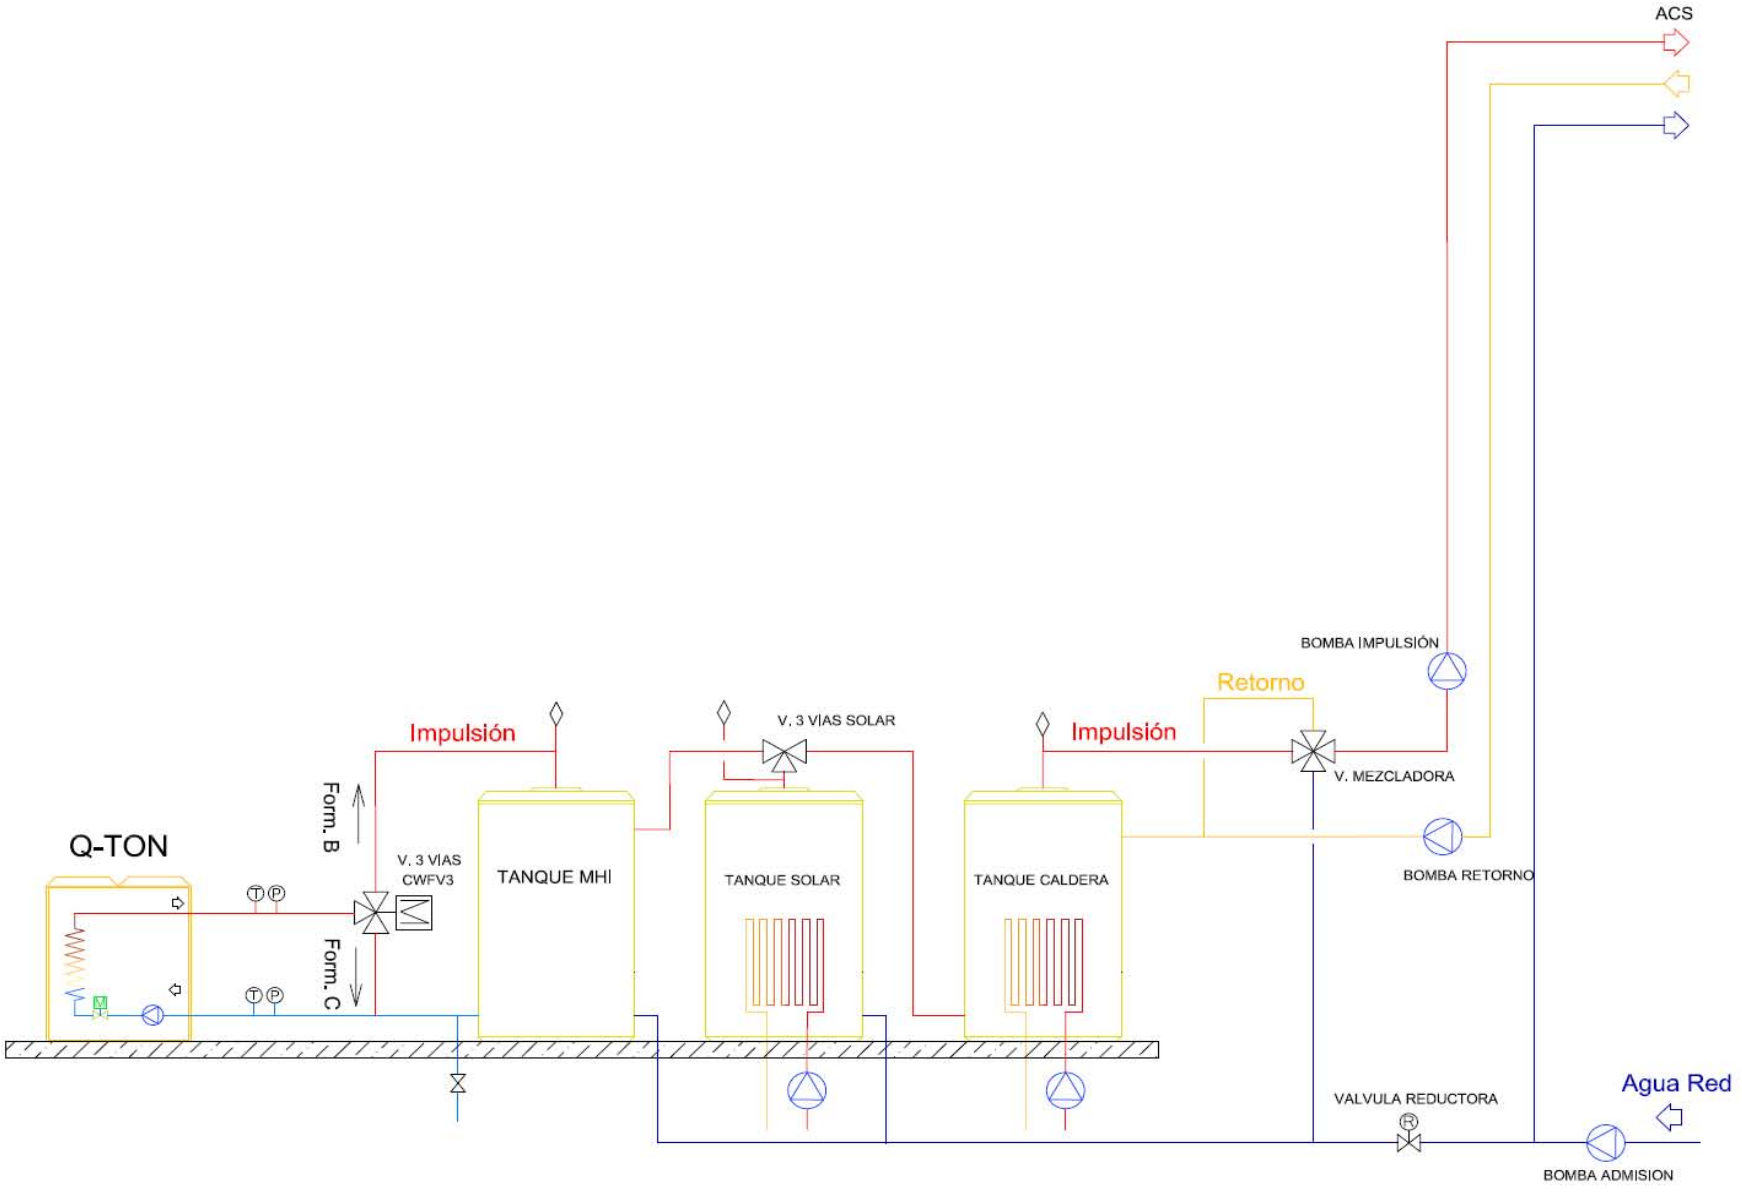 ACS
BOMBA IMPULSIÓN
Retorno
Impulsión
V. 3 VIAS SOLAR
Impulsión
V. MEZCLADORA
Form. B
Q-TON
V. 3 VIAS
CWFV3
TANQUE MHI
TANQUE SOLAR
TANQUE CALDERA
BOMBA RETORNO
T P
M
Form. C
M
T P
Agua Red
VALVULA REDUCTORA
R
BOMBA ADMISION